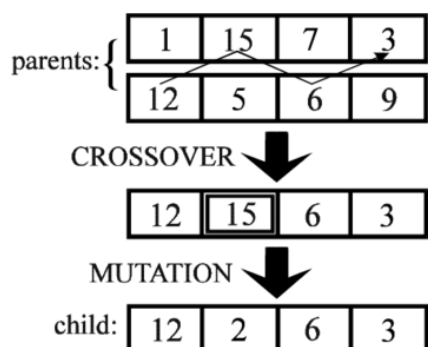 1 15 7 3
parents:
12 5 6 9
CROSSOVER
12 15 6 3
MUTATION
child: 12 2 6 3